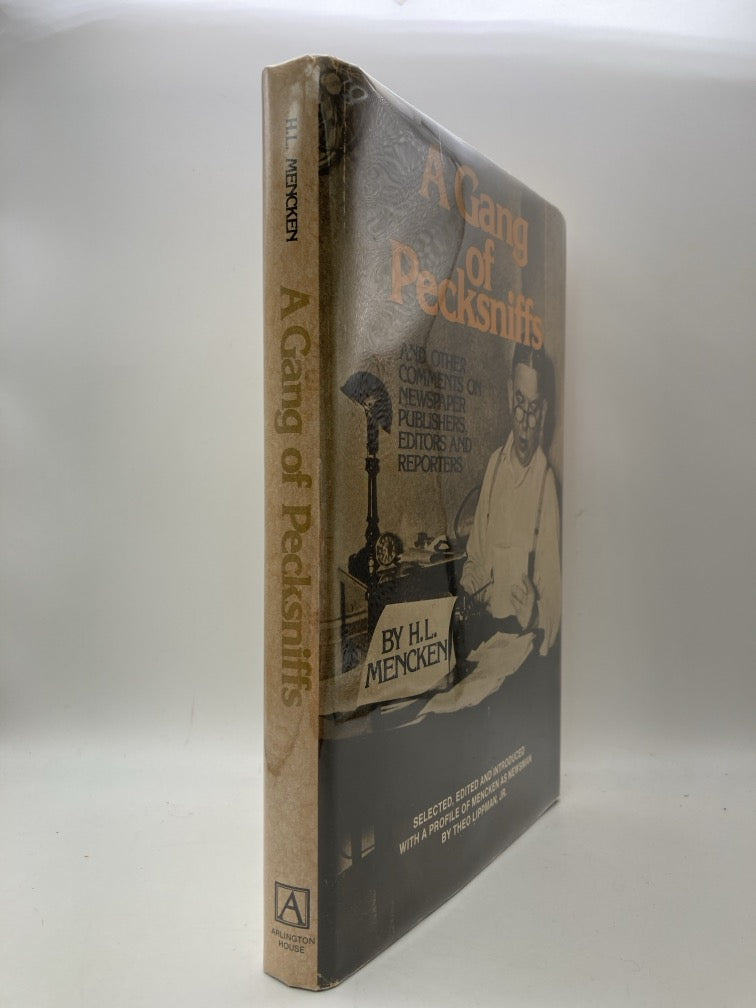 H.L. MENCKEN
A Gang of Pecksniffs
A
ARLINGTON
HOUSE
A Gang
of
Pecksniffs
AND OTHER
COMMENTS ON
NEWSPAPER
PUBLISHERS,
EDITORS AND
REPORTERS
BY H.L.
MENCKEN
SELECTED, EDITED AND INTRODUCED
WITH A PROFILE OF MENCKEN AS NEWSMAN
BY THEO LIPPMAN, JR.